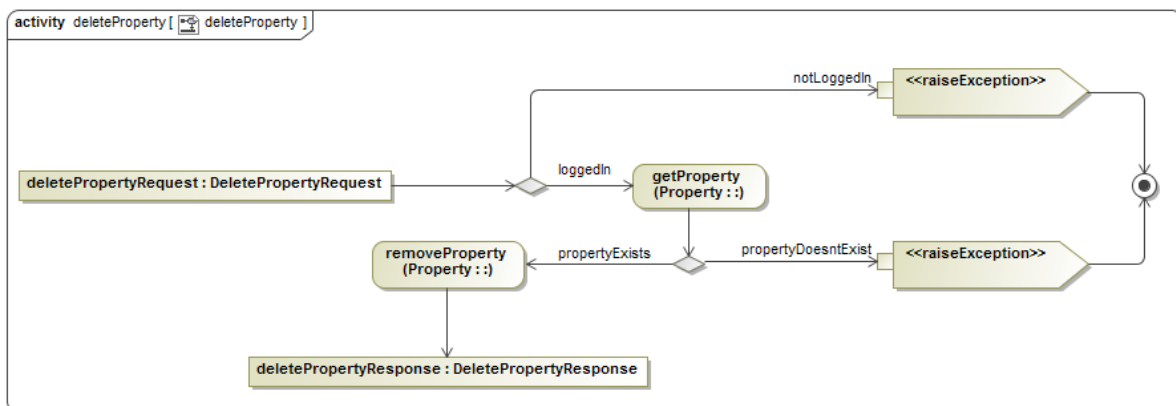 activity deleteProperty [ deleteProperty ]
notLoggedIn
<<raiseException>>
deletePropertyRequest : DeletePropertyRequest
loggedIn
getProperty
(Property : :)
removeProperty
(Property : :)
propertyExists
propertyDoesntExist
<<raiseException>>
deletePropertyResponse : DeletePropertyResponse